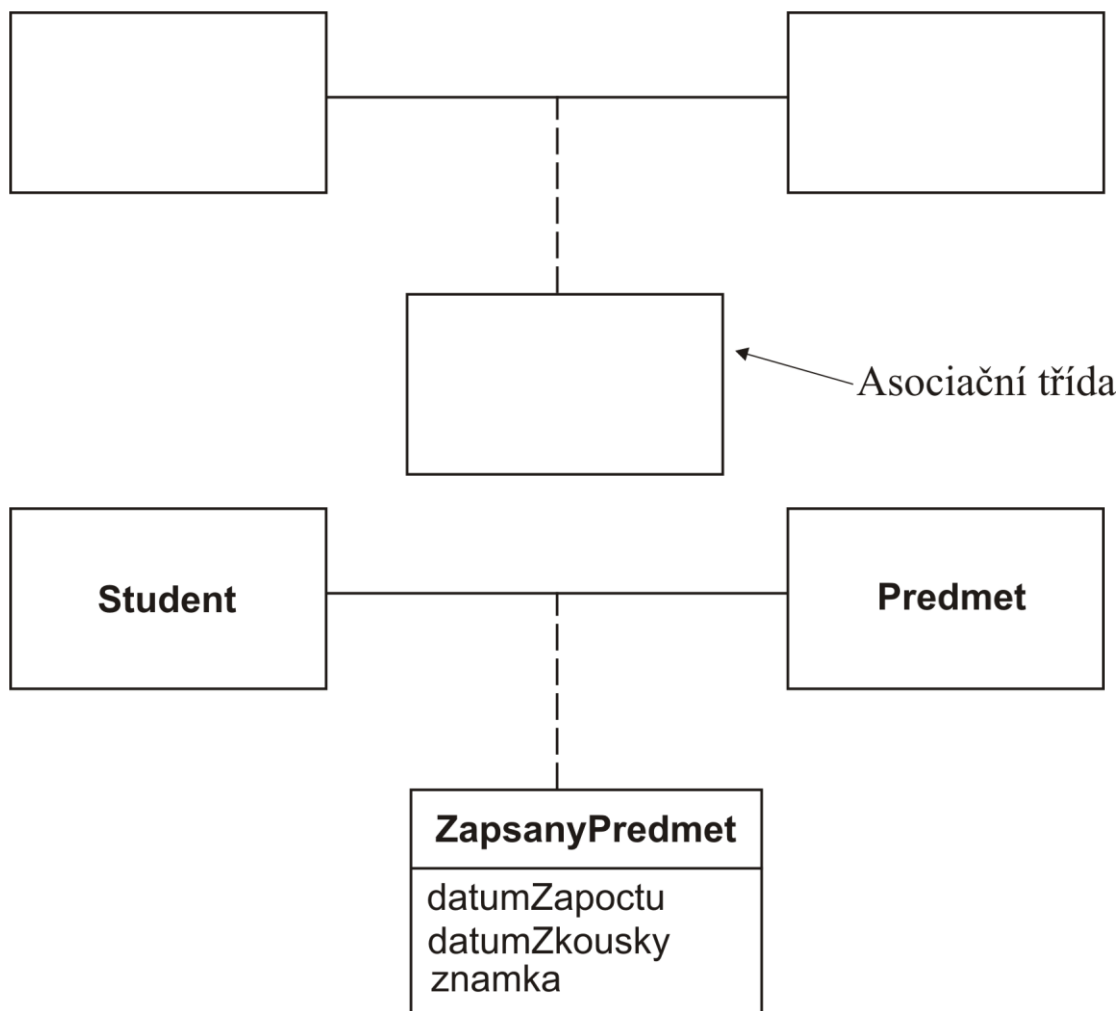 Asociační třída
Student
Predmet
ZapsanyPredmet
datumZapoctu
datumZkousky
znamka